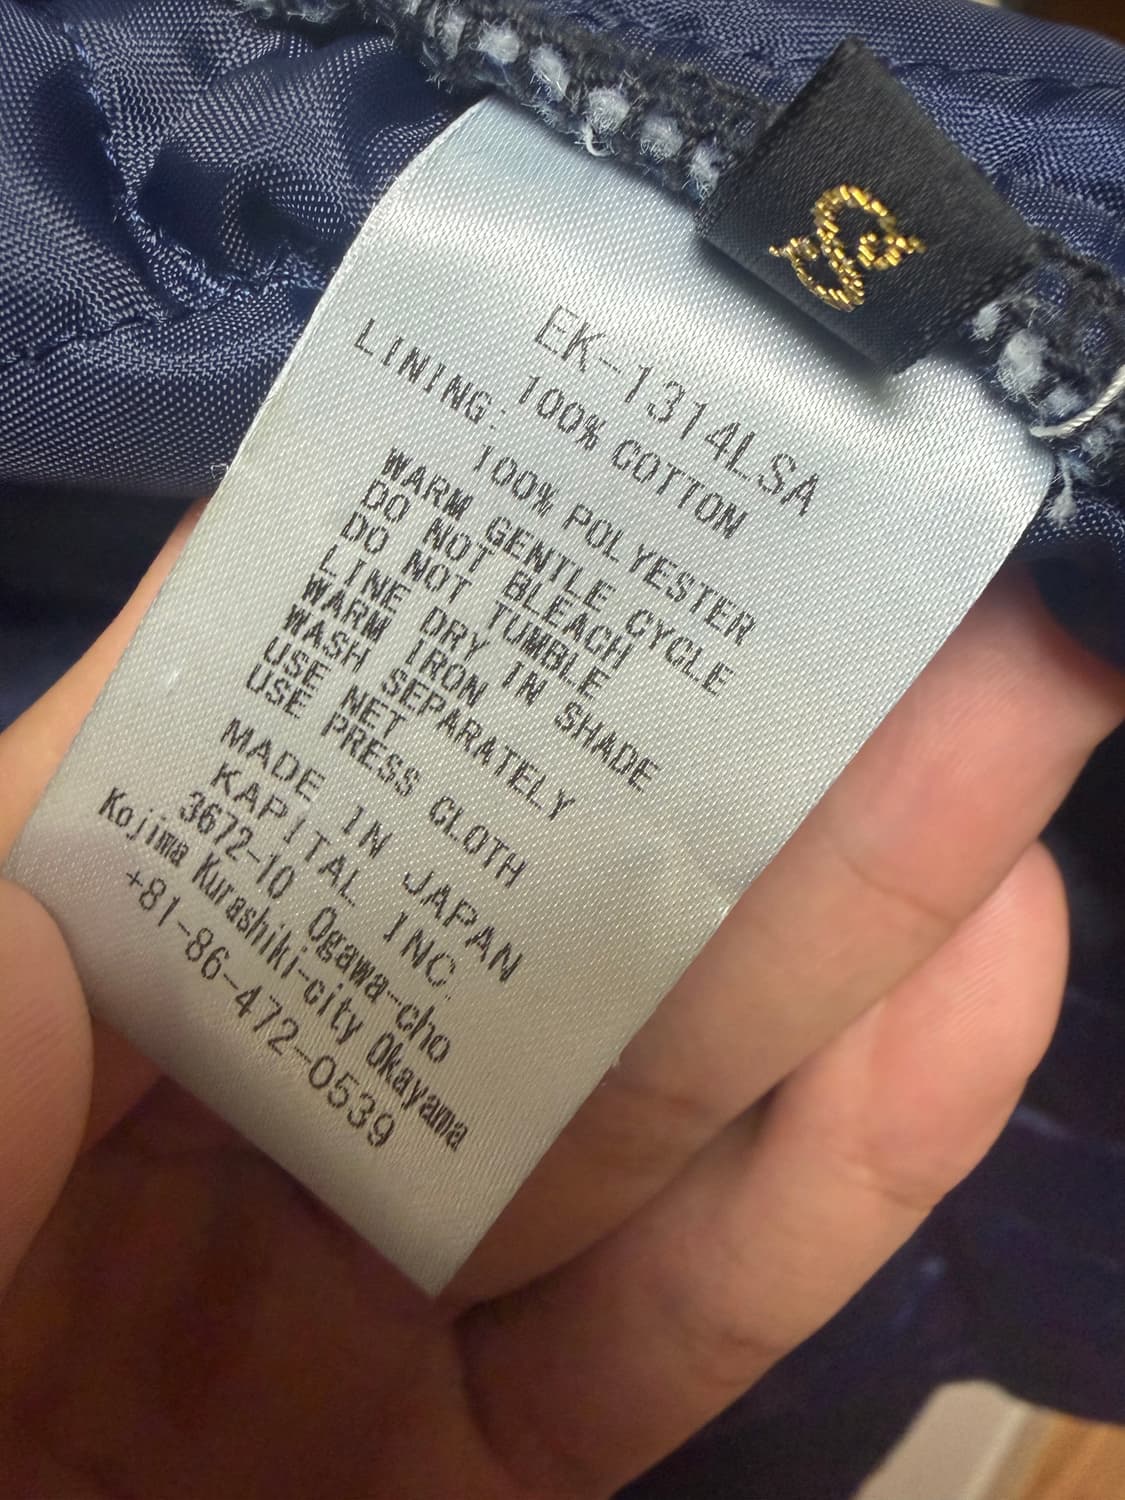 S
EK-1314LSA
100% COTTON
LINING:
100% POLYESTER
WARM GENTLE CYCLE
DO NOT BLEACH
DO NOT TUMBLE
LINE DRY IN SHADE
WARM IRON
WASH SEPARATELY
USE NET
USE PRESS CLOTH
MADE IN JAPAN
KAPITAL INC.
3672-10 Ogawa-cho
Kojima Kurashiki-city Okayama
+81-86-472-0539